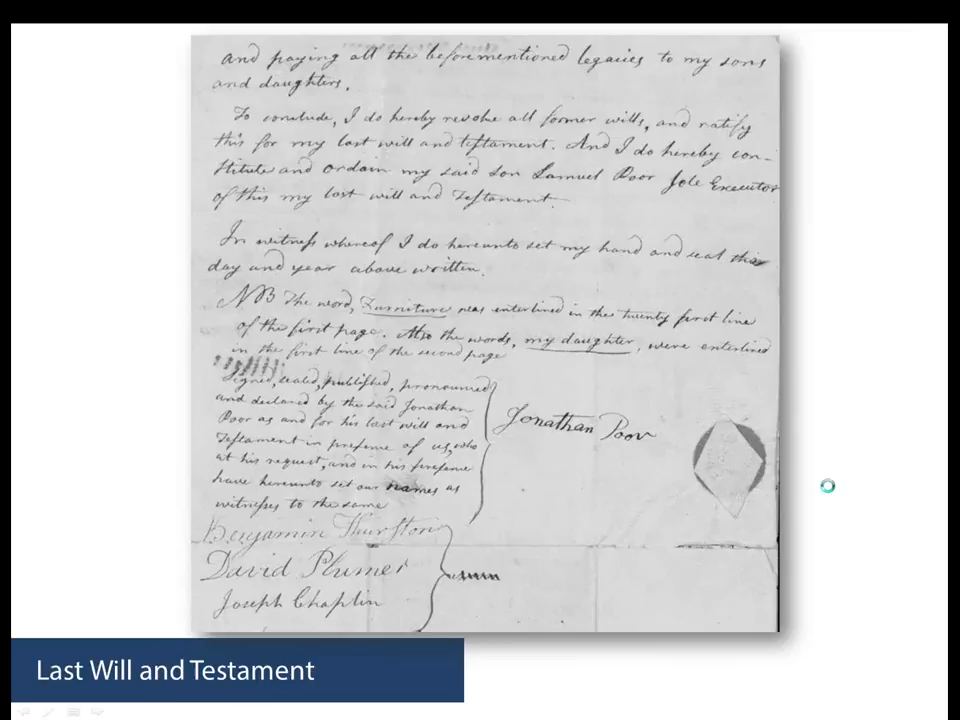 and paying all the beforementioned legacies to my sons
and daughters.
To conclude, I do hereby revoke all former wills, and ratify
this for my last will and testament. And I do hereby con-
stitute and ordain my said son Samuel Poor Sole Executor
of this my last will and Testament.
In witness whereof I do hereunto set my hand and seal this
day and year above written.
NB The word, Furniture was enterlined in the twenty first line
of the first page. Also the words, my daughter, were enterlined
in the first line of the second page
Signed, sealed, published, pronounced
and declared by the said Jonathan
Poor as and for his last will and
Testament in presence of us, who
at his request, and in his presence
have hereunto set our names as
witnesses to the same
Jonathan Poor
Benjamin Thurston
David Plumer
Joseph Chaplin
Last Will and Testament